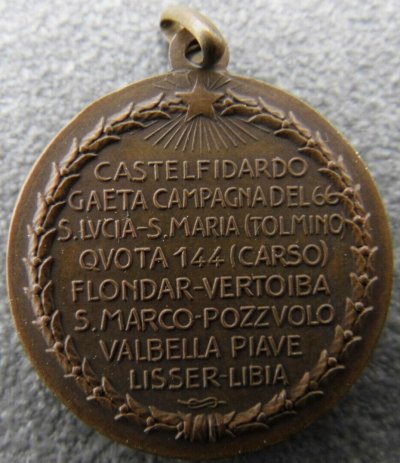 CASTELFIDARDO
GAETA CAMPAGNA DEL 66
S. LVCIA-S. MARIA (TOLMINO)
QVOTA 144 (CARSO)
FLONDAR-VERTOIBA
S. MARCO-POZZVOLO
VALBELLA PIAVE
LISSER-LIBIA